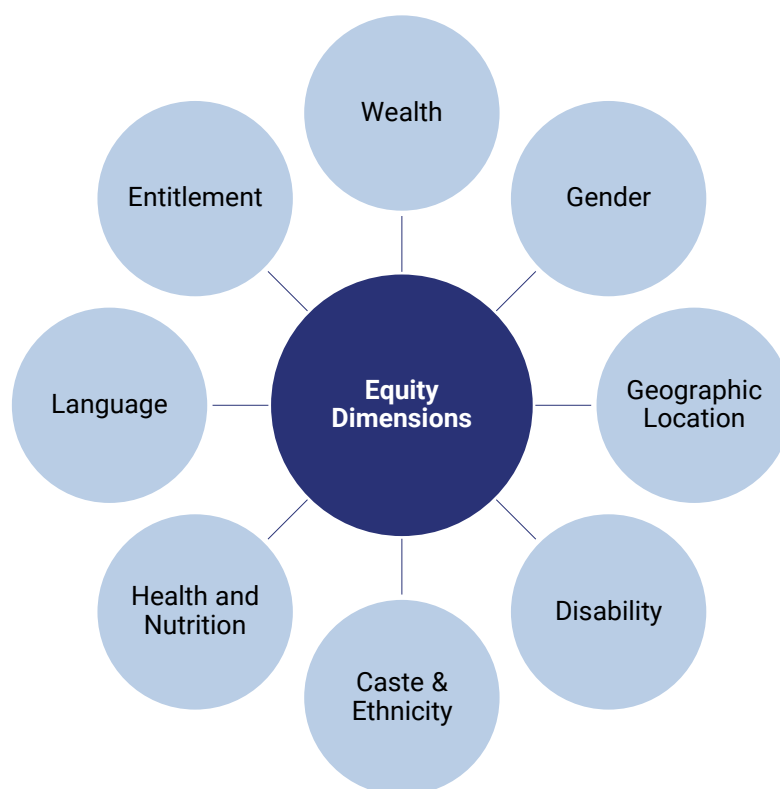 Wealth
Entitlement
Gender
Language
Equity
Dimensions
Geographic
Location
Health and
Nutrition
Disability
Caste &
Ethnicity